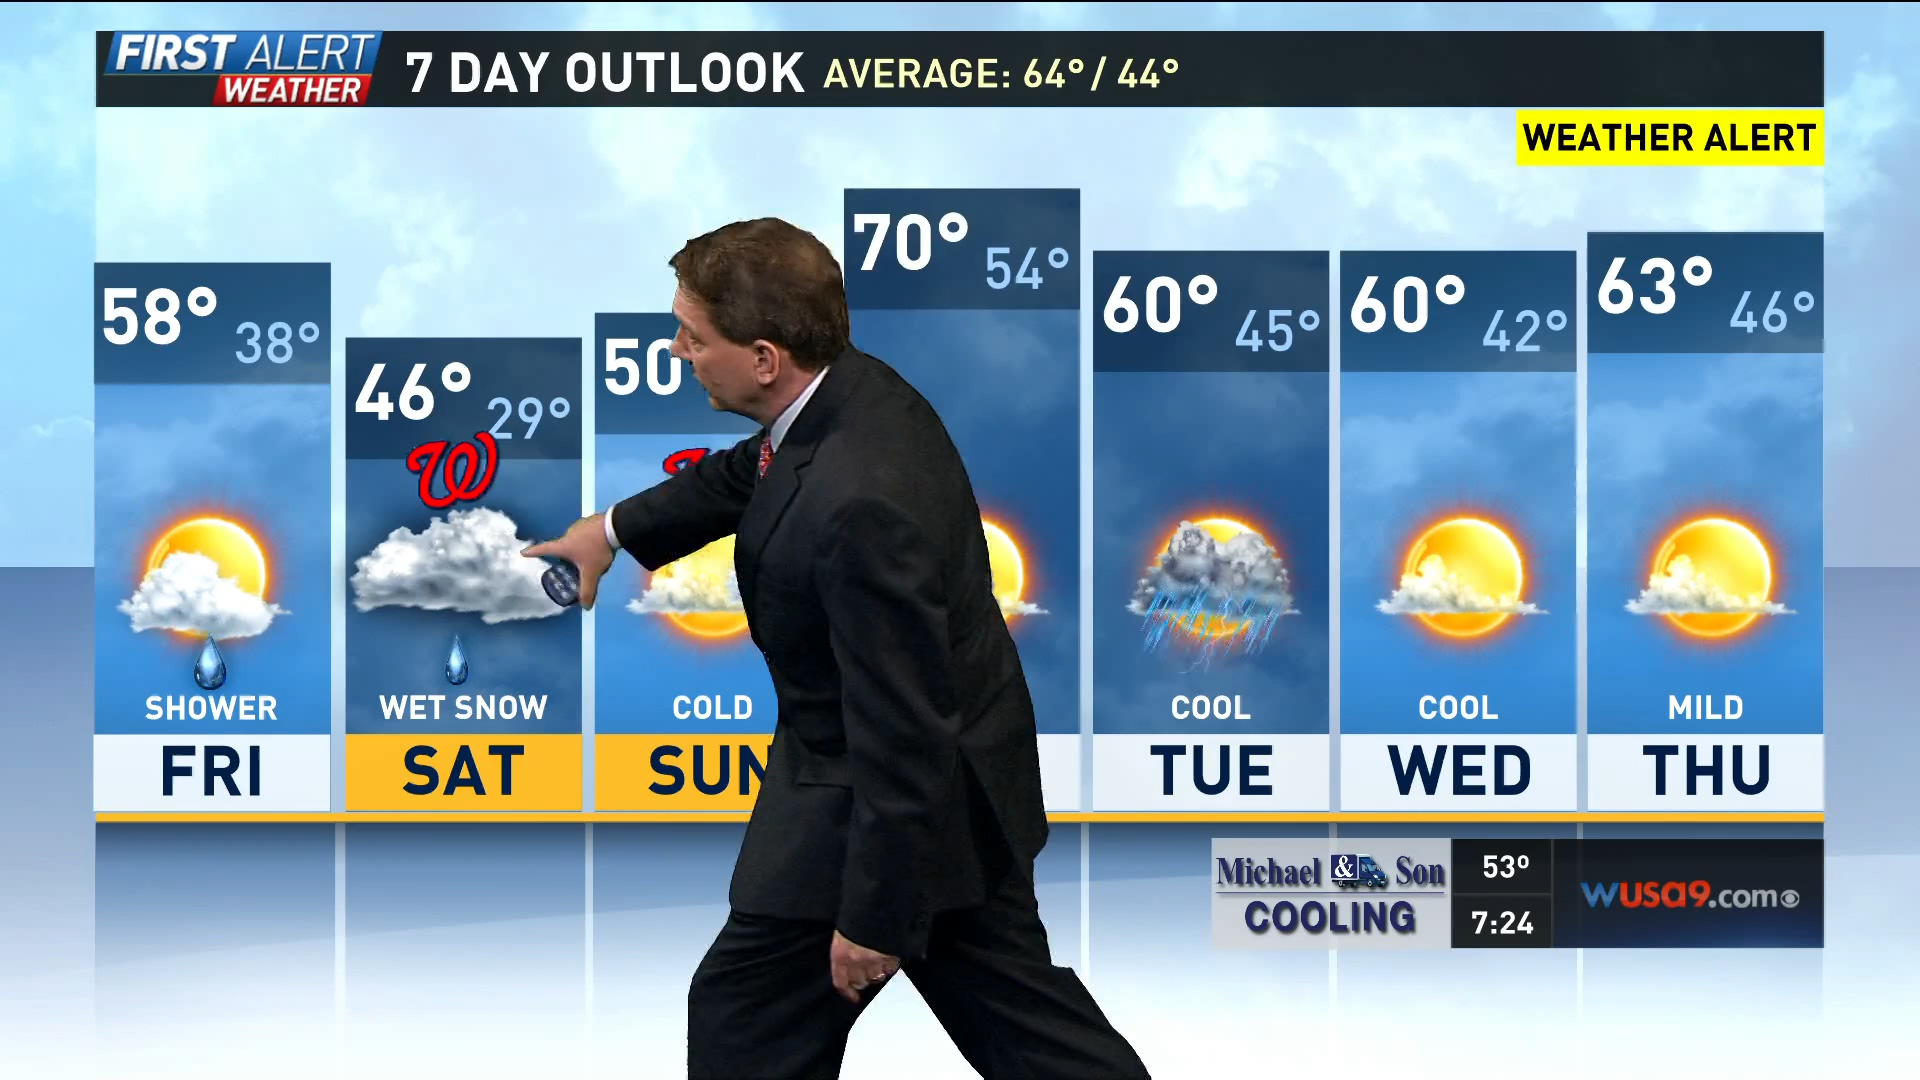 FIRST ALERT
WEATHER
7 DAY OUTLOOK AVERAGE: 64°/ 44°
WEATHER ALERT
58° 38°
SHOWER
FRI
46° 29°
W
WET SNOW
SAT
50
COLD
SUN
70° 54°
60° 45°
COOL
TUE
60° 42°
COOL
WED
63° 46°
MILD
THU
Michael & Son
COOLING
53°
7:24
WUSA9.com